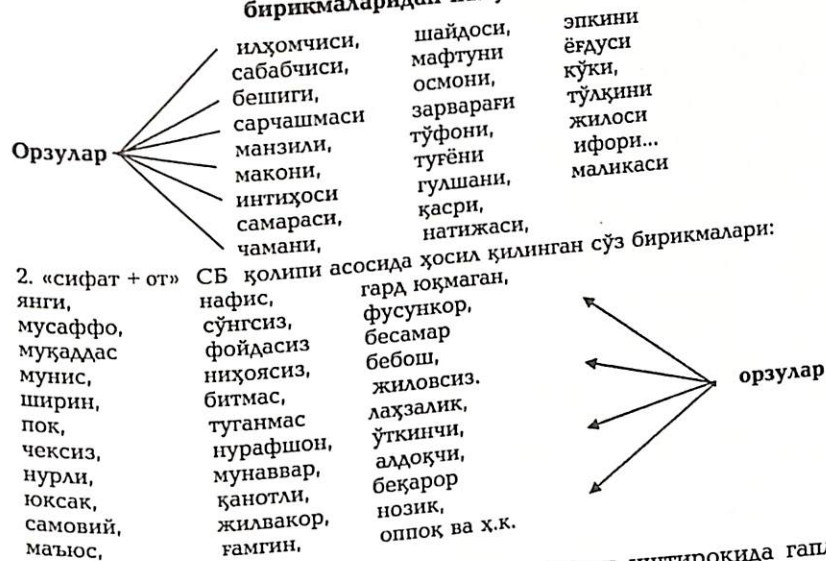 бирикмаларидан
илҳомчиси, шайдоси, эпкини
сабабчиси, мафтуни ёғдуси
бешиги, осмони, кўки,
сарчашмаси зарварағи тўлқини
Орзулар манзили, тўфони, жилоси
макони, туғёни ифори...
интиҳоси гулшани, маликаси
самараси, қасри,
чамани, натижаси,
2. «сифат + от» СБ қолипи асосида ҳосил қилинган сўз бирикмалари:
янги, нафис, гард юқмаган,
мусаффо, сўнгсиз, фусункор,
муқаддас фойдасиз бесамар
мунис, ниҳоясиз, бебош,
ширин, битмас, жиловсиз. орзулар
пок, туганмас лаҳзалик,
чексиз, нурафшон, ўткинчи,
нурли, мунаввар, алдоқчи,
юксак, қанотли, беқарор
самовий, жилвакор, нозик,
маъюс, ғамгин, оппоқ ва ҳ.к.
иштирокида